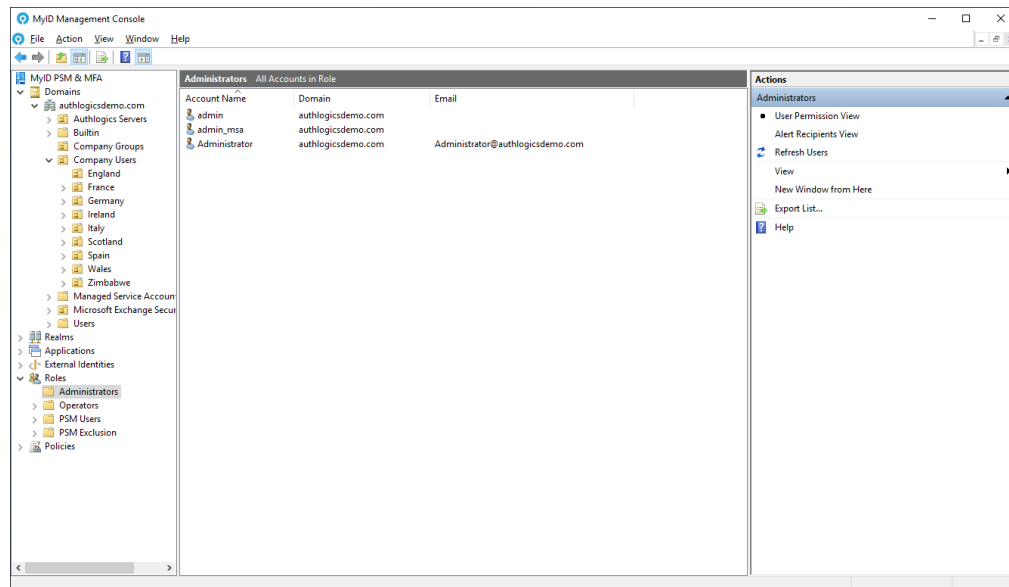 MyID Management Console
File Action View Window Help
MyID PSM & MFA
Domains
authlogicsdemo.com
Authlogics Servers
Builtin
Company Groups
Company Users
England
France
Germany
Ireland
Italy
Scotland
Spain
Wales
Zimbabwe
Managed Service Accoun
Microsoft Exchange Secur
Users
Realms
Applications
External Identities
Roles
Administrators
Operators
PSM Users
PSM Exclusion
Policies
Administrators All Accounts in Role
Account Name Domain Email
admin authlogicsdemo.com
admin_msa authlogicsdemo.com
Administrator authlogicsdemo.com Administrator@authlogicsdemo.com
Actions
Administrators
User Permission View
Alert Recipients View
Refresh Users
View
New Window from Here
Export List...
Help